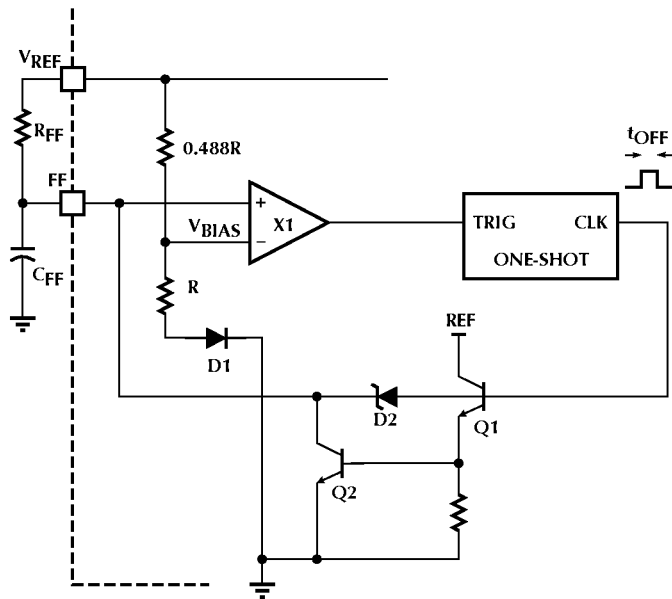 VREF
RFF
0.488R
tOFF
FF
+
X1
TRIG
CLK
VBIAS
−
ONE-SHOT
CFF
R
REF
D1
D2
Q1
Q2